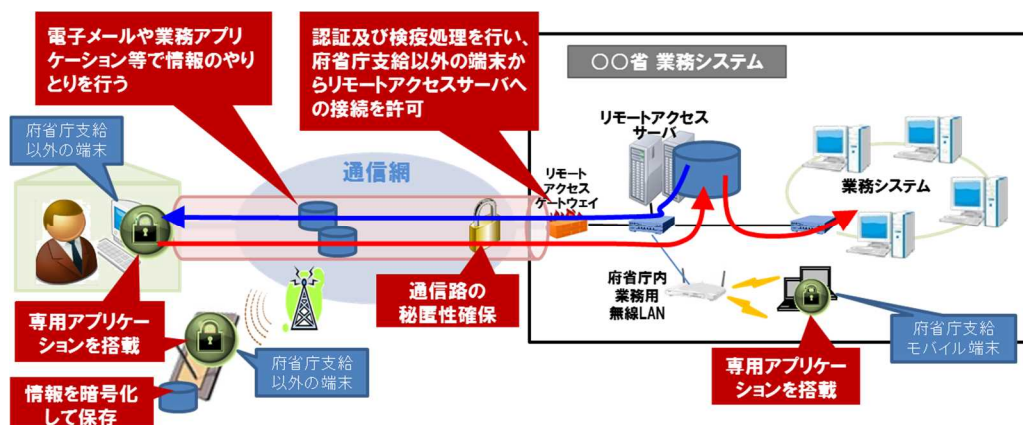 電子メールや業務アプリ
ケーション等で情報のやり
とりを行う
認証及び検疫処理を行い、
府省庁支給以外の端末か
らリモートアクセスサーバへ
の接続を許可
〇〇省 業務システム
府省庁支給
以外の端末
通信網
リモート
アクセス
ゲートウェイ
リモートアクセス
サーバ
業務システム
専用アプリケー
ションを搭載
通信路の
秘匿性確保
府省庁内
業務用
無線LAN
府省庁支給
モバイル端末
専用アプリケー
ションを搭載
府省庁支給
以外の端末
情報を暗号化
して保存